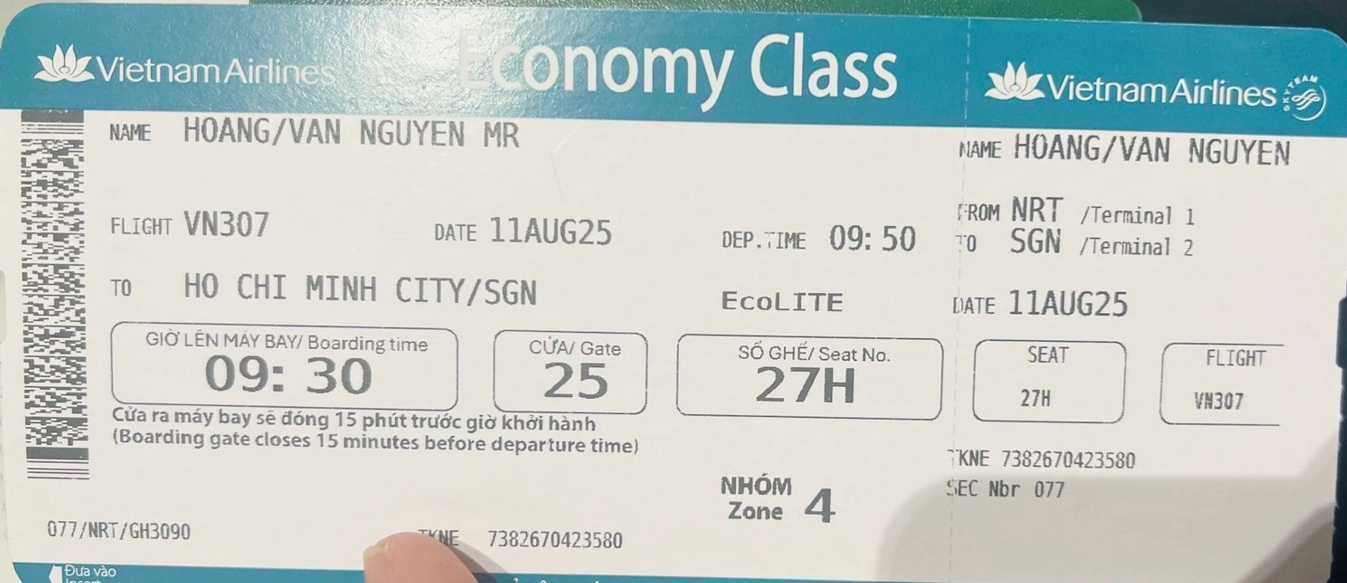 Vietnam Airlines Economy Class Vietnam Airlines SKYTEAM
NAME HOANG/VAN NGUYEN MR
FLIGHT VN307 DATE 11AUG25 DEP.TIME 09:50
TO HO CHI MINH CITY/SGN EcoLITE
GIỜ LÊN MÁY BAY/ Boarding time
09:30
CỬA/ Gate
25
SỐ GHẾ/ Seat No.
27H
Cửa ra máy bay sẽ đóng 15 phút trước giờ khởi hành
(Boarding gate closes 15 minutes before departure time)
NHÓM
Zone 4
077/NRT/GH3090 TKNE 7382670423580
Đưa vào
Insert
NAME HOANG/VAN NGUYEN
FROM NRT /Terminal 1
TO SGN /Terminal 2
DATE 11AUG25
SEAT
27H
FLIGHT
VN307
TKNE 7382670423580
SEC Nbr 077